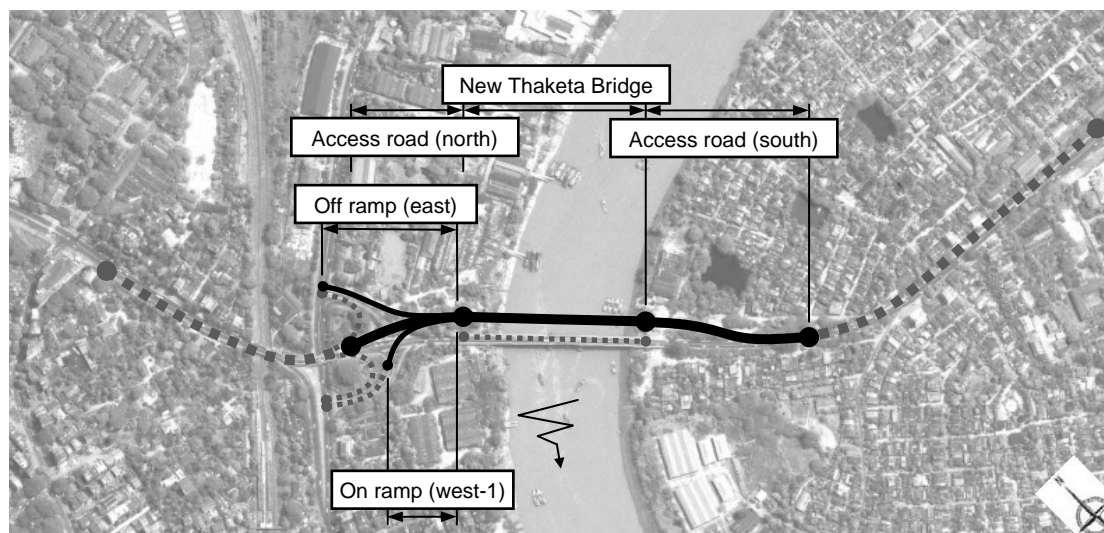 New Thaketa Bridge
Access road (north)
Access road (south)
Off ramp (east)
On ramp (west-1)
N